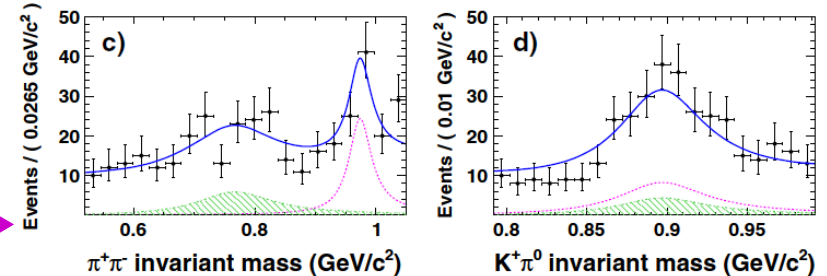 c)
Events / ( 0.0265 GeV/c² )
50
40
30
20
10
0.6 0.8 1
π⁺π⁻ invariant mass (GeV/c²)
d)
Events / ( 0.01 GeV/c² )
50
40
30
20
10
0.8 0.85 0.9 0.95
K⁺π⁰ invariant mass (GeV/c²)